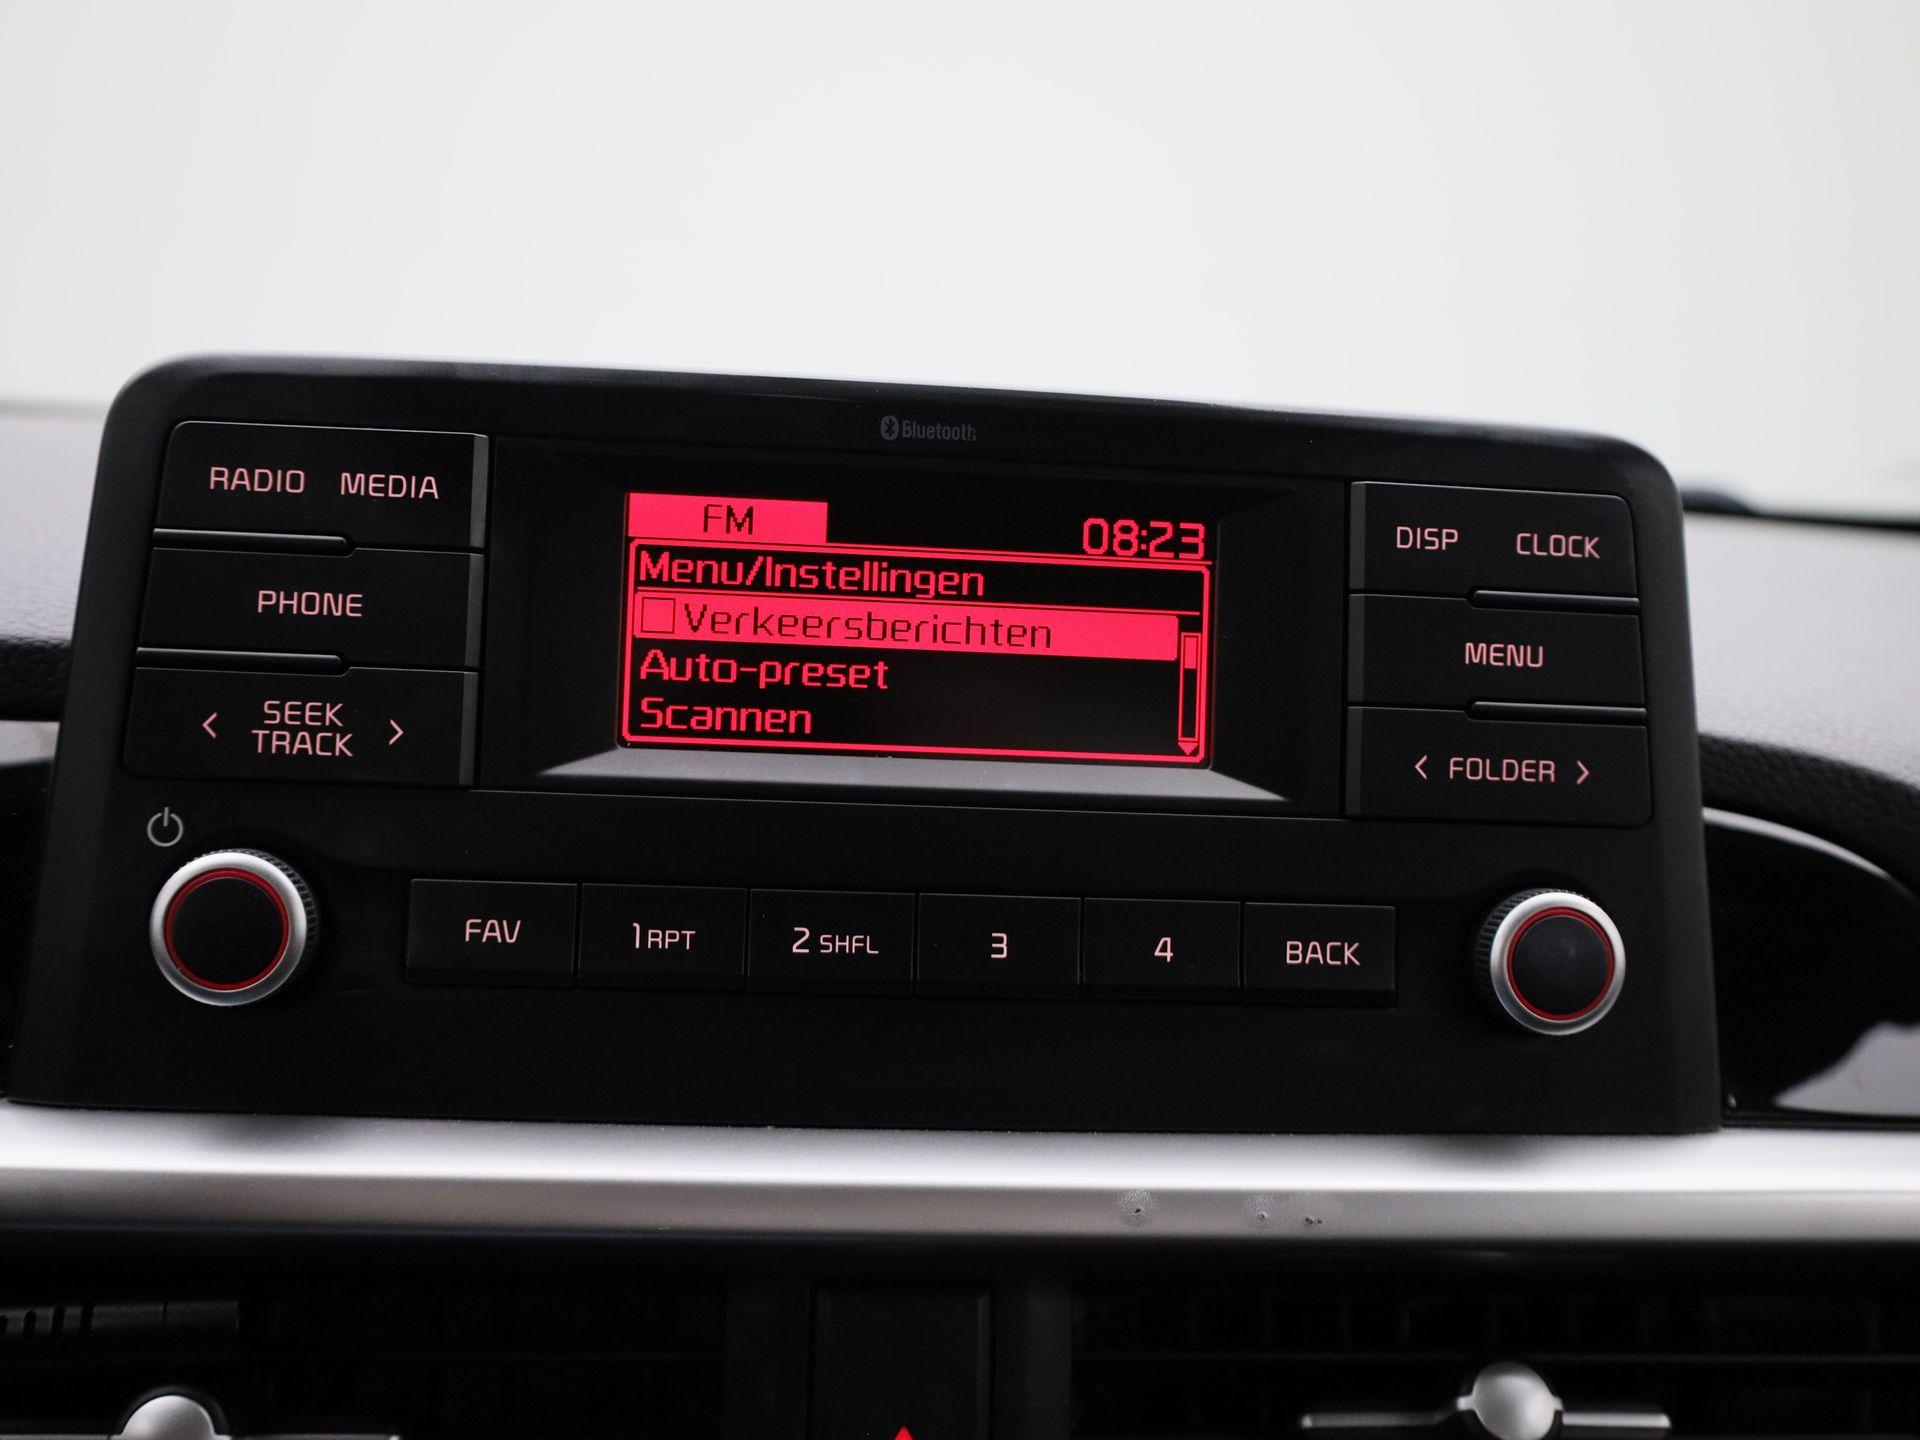 Bluetooth
RADIO MEDIA
PHONE
< SEEK TRACK >
FM 08:23
Menu/Instellingen
Verkeersberichten
Auto-preset
Scannen
DISP CLOCK
MENU
< FOLDER >
FAV 1 RPT 2 SHFL 3 4 BACK